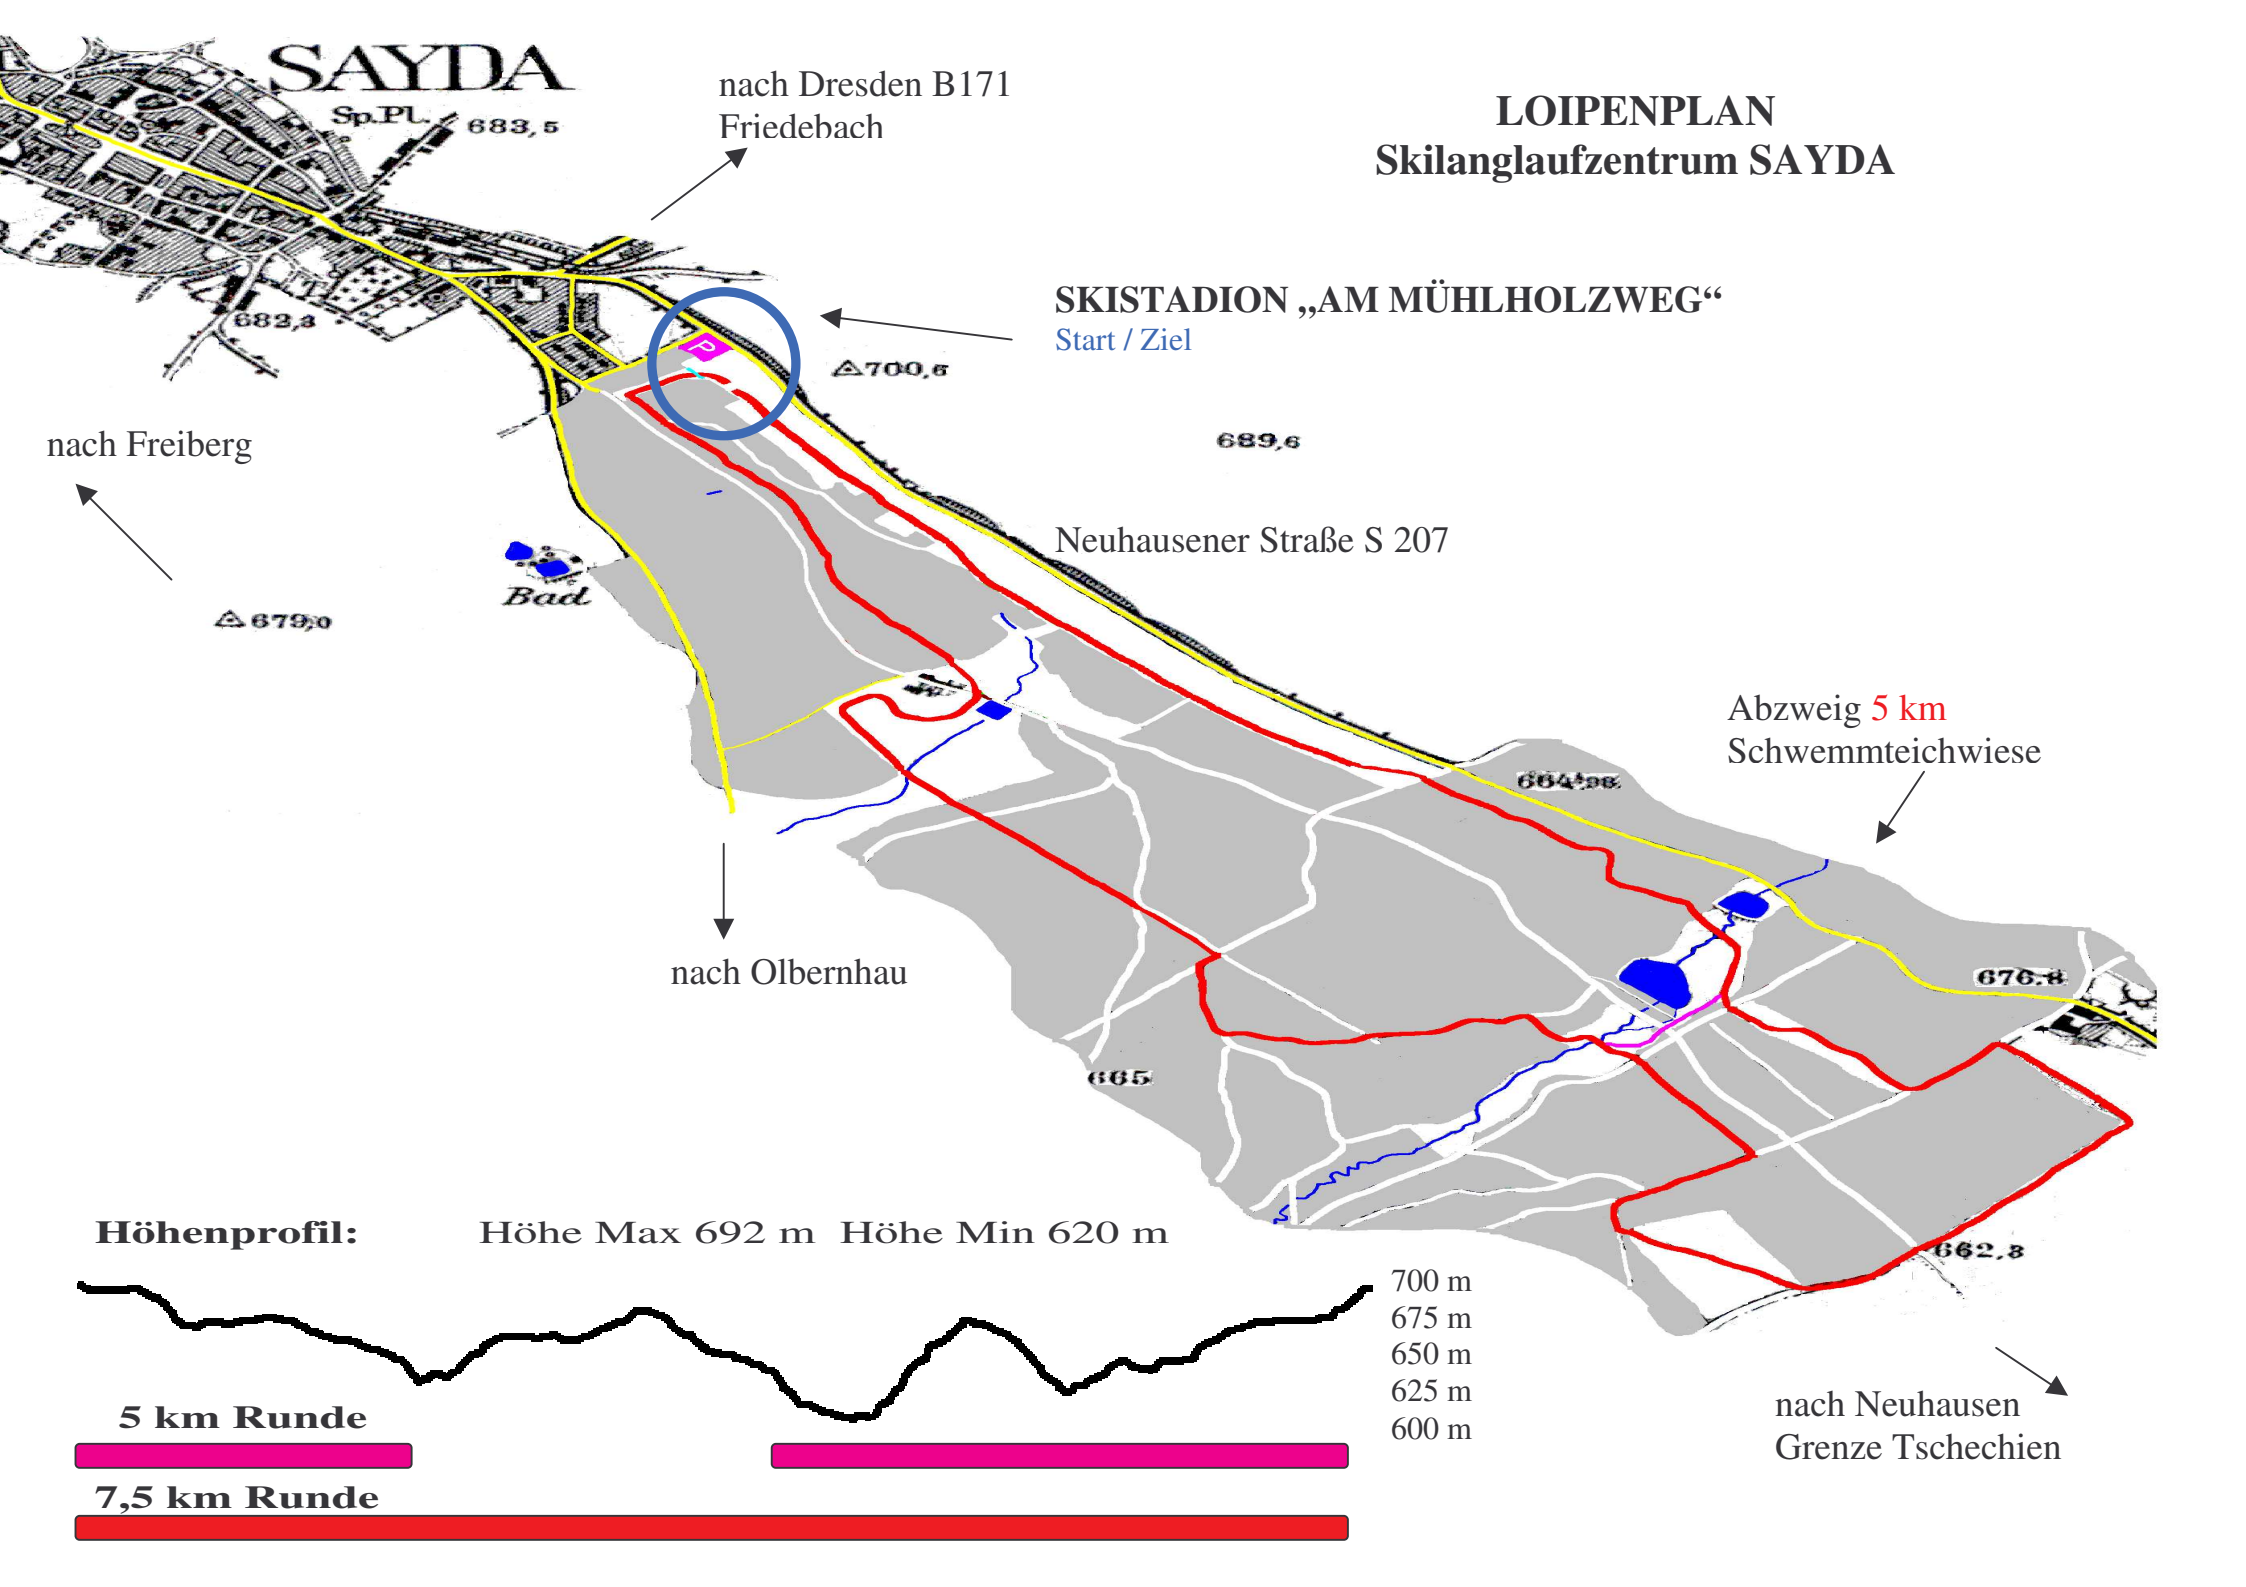 SAYDA
Sp.Pl.
683,5
nach Dresden B171
Friedebach
LOIPENPLAN
Skilanglaufzentrum SAYDA
682,3
SKISTADION „AM MÜHLHOLZWEG“
Start / Ziel
P
700,6
nach Freiberg
689,6
Neuhausener Straße S 207
Bad
679,0
Abzweig 5 km
Schwemmteichwiese
664,98
nach Olbernhau
676,8
665
662,3
Höhenprofil: Höhe Max 692 m Höhe Min 620 m
700 m
675 m
650 m
625 m
600 m
5 km Runde
7,5 km Runde
nach Neuhausen
Grenze Tschechien